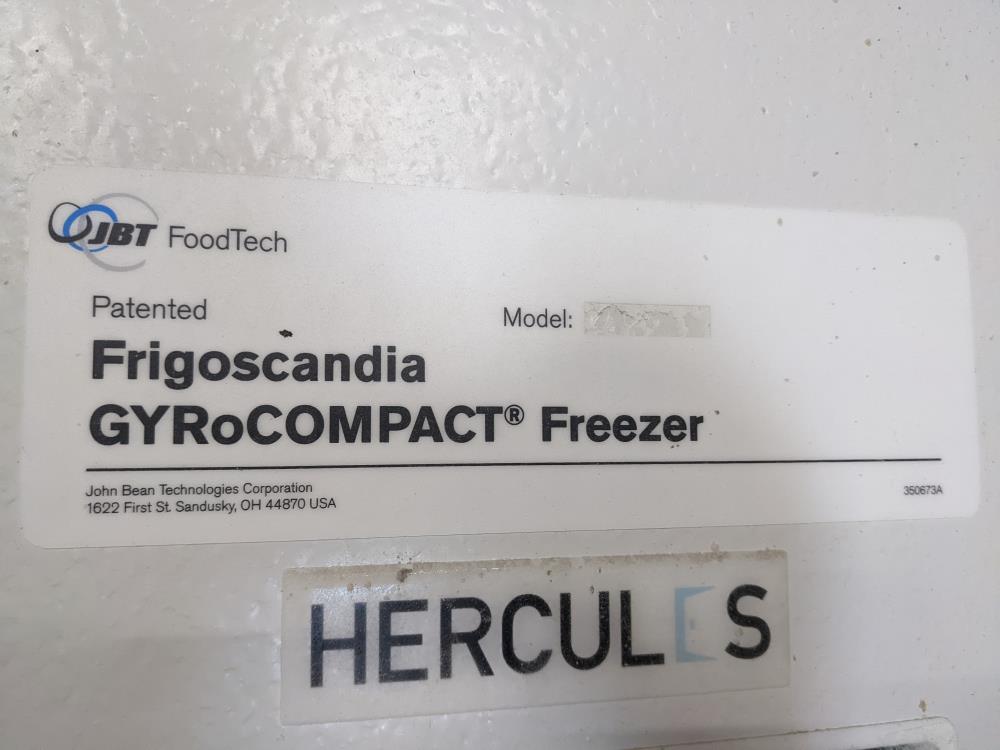 JBT FoodTech
Patented
Model:
Frigoscandia
GYRoCOMPACT® Freezer
John Bean Technologies Corporation
1622 First St. Sandusky, OH 44870 USA
350673A
HERCULES